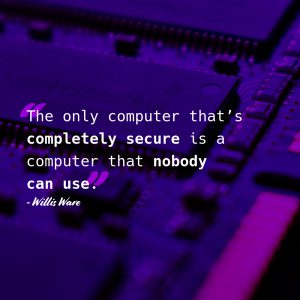 “The only computer that’s
completely secure is a
computer that nobody
can use.”
- Willis Ware